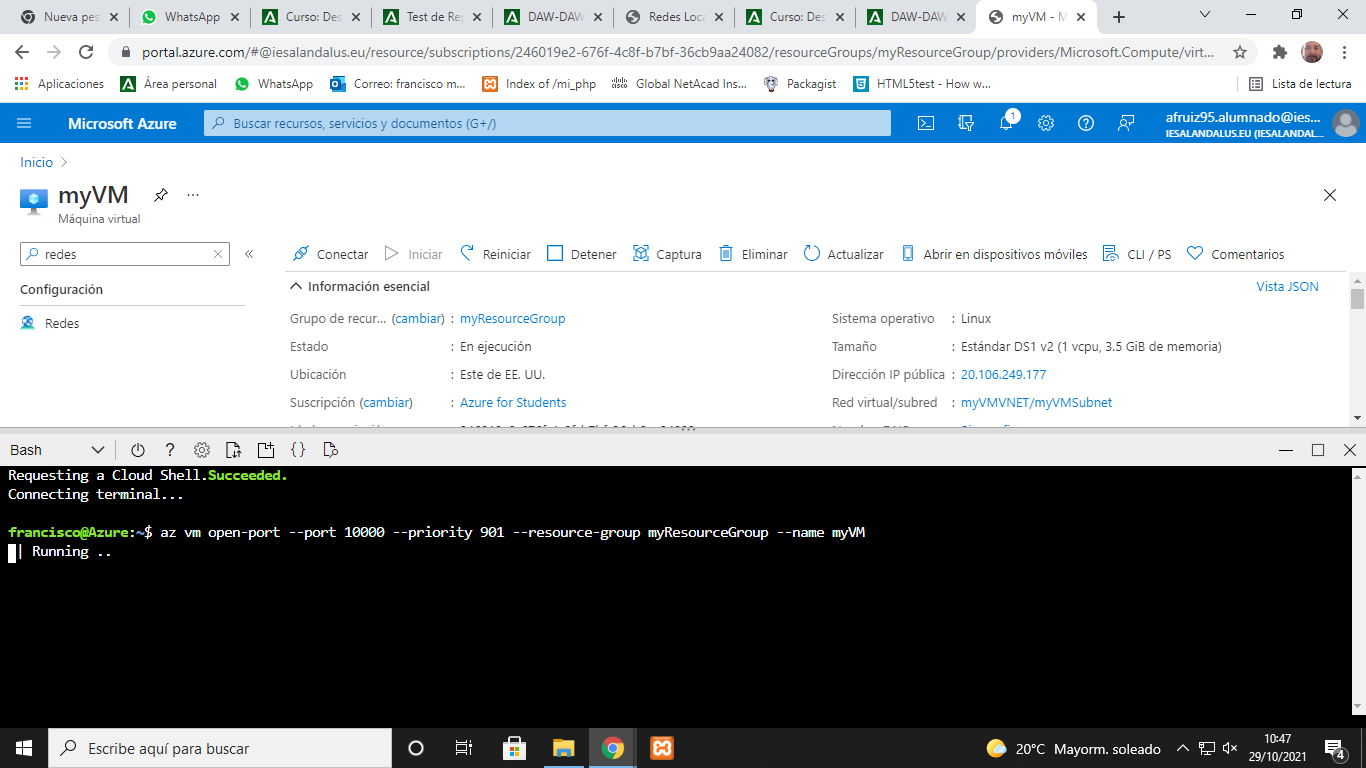 Nueva pes
WhatsApp
Curso: Des
Test de Re
DAW-DAW
Redes Loca
Curso: Des
DAW-DAW
myVM - M
portal.azure.com/#@iesalandalus.eu/resource/subscriptions/246019e2-676f-4c8f-b7bf-36cb9aa24082/resourceGroups/myResourceGroup/providers/Microsoft.Compute/virt...
Aplicaciones
Área personal
WhatsApp
Correo: francisco m...
Index of /mi_php
Global NetAcad Ins...
Packagist
HTML5test - How w...
Lista de lectura
Microsoft Azure
Buscar recursos, servicios y documentos (G+/)
1
afruiz95.alumnado@ies...
IESALANDALUS.EU (IESALANDAL...
Inicio >
myVM
...
Máquina virtual
redes
«
Conectar
Iniciar
Reiniciar
Detener
Captura
Eliminar
Actualizar
Abrir en dispositivos móviles
CLI / PS
Comentarios
Configuración
Redes
Información esencial
Vista JSON
Grupo de recur... (cambiar) : myResourceGroup
Estado : En ejecución
Ubicación : Este de EE. UU.
Suscripción (cambiar) : Azure for Students
Sistema operativo : Linux
Tamaño : Estándar DS1 v2 (1 vcpu, 3.5 GiB de memoria)
Dirección IP pública : 20.106.249.177
Red virtual/subred : myVMVNET/myVMSubnet
Bash
?
{}
Requesting a Cloud Shell.Succeeded.
Connecting terminal...
francisco@Azure:~$ az vm open-port --port 10000 --priority 901 --resource-group myResourceGroup --name myVM
| Running ..
Escribe aquí para buscar
20°C Mayorm. soleado
10:47
29/10/2021
4